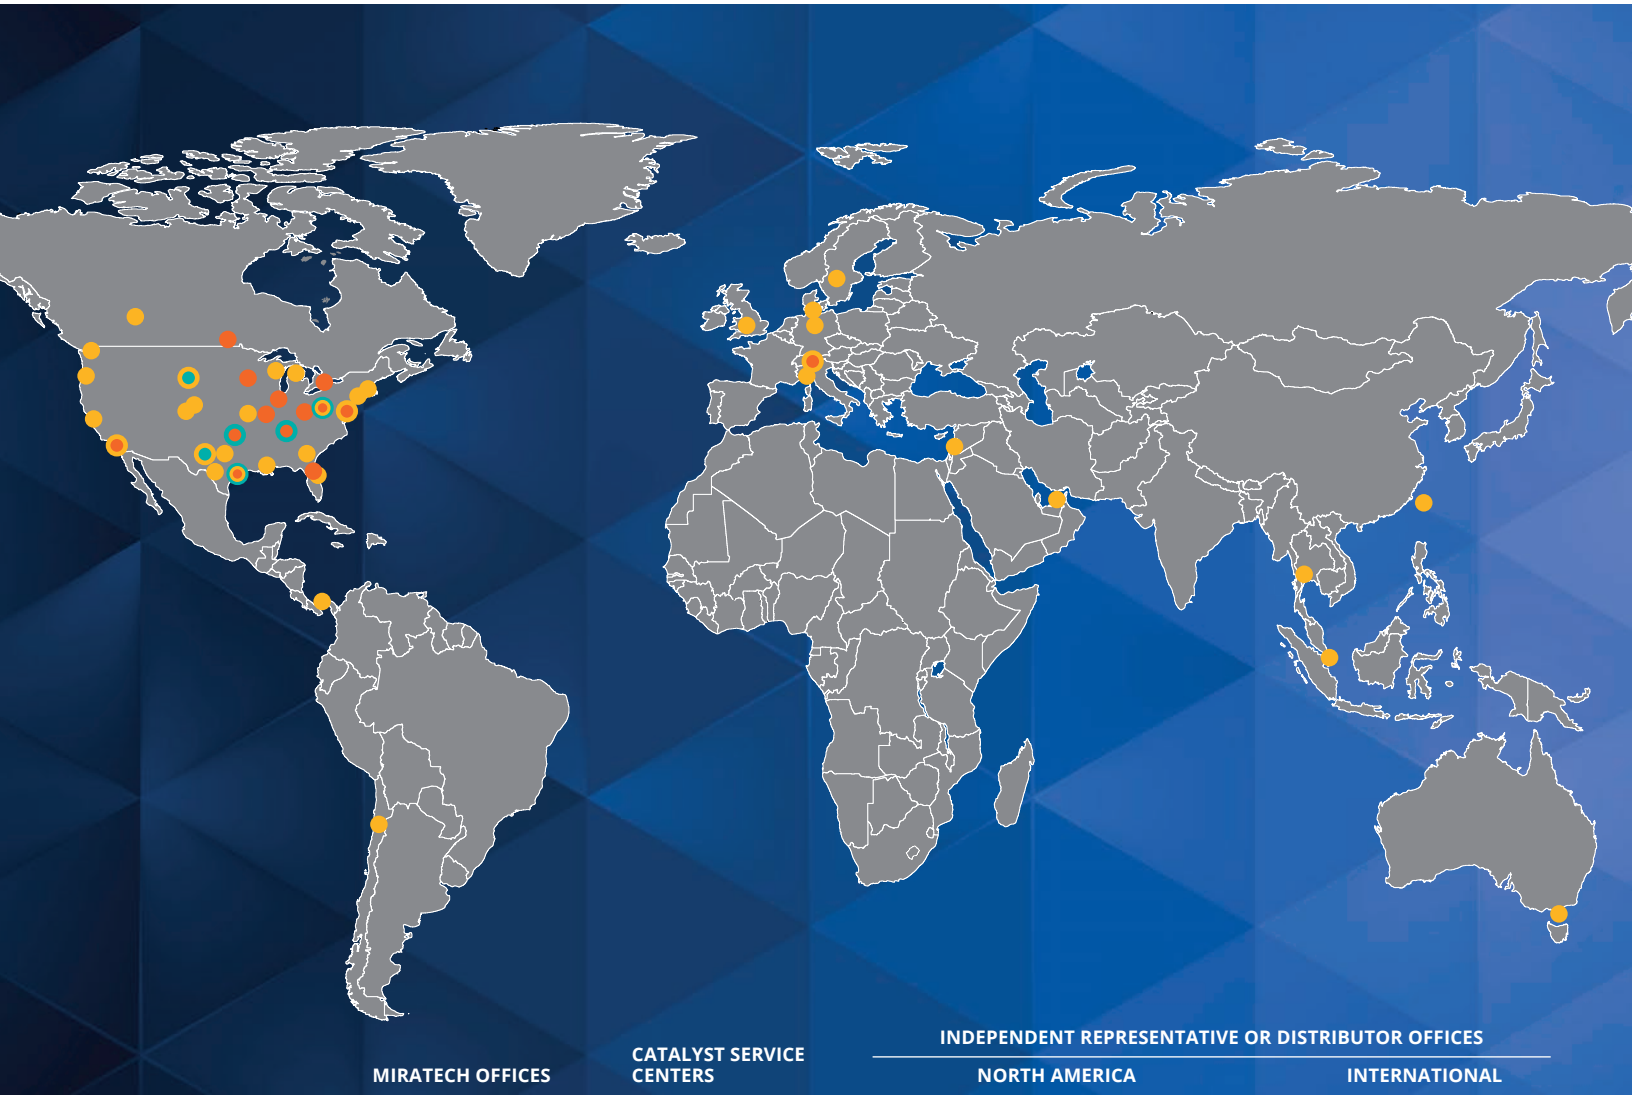 INDEPENDENT REPRESENTATIVE OR DISTRIBUTOR OFFICES
MIRATECH OFFICES
CATALYST SERVICE
CENTERS
NORTH AMERICA
INTERNATIONAL